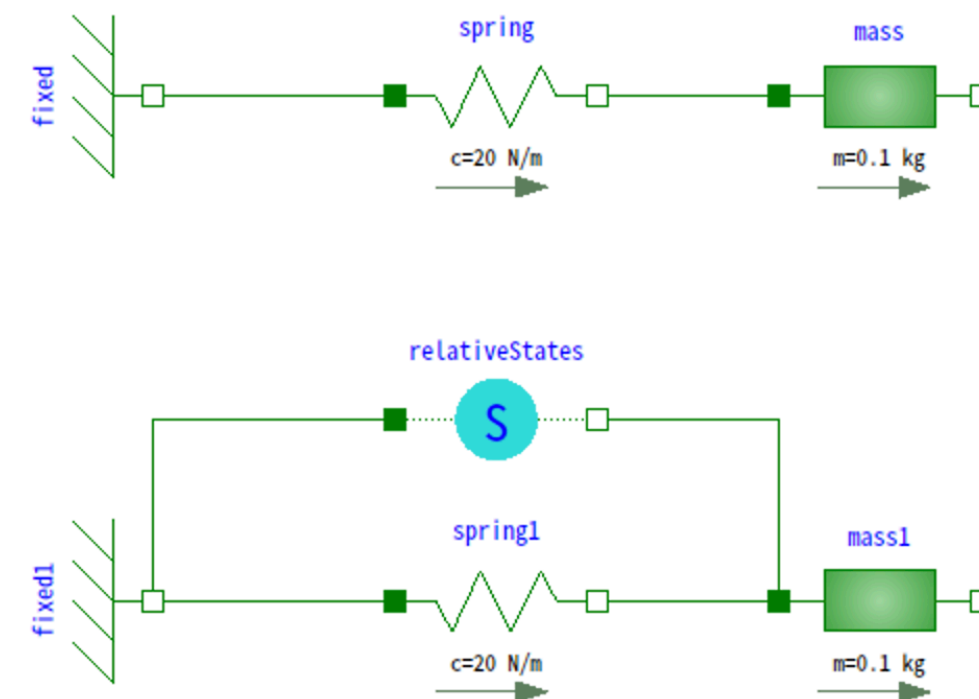 spring
mass
fixed
c=20 N/m
m=0.1 kg
relativeStates
S
spring1
mass1
fixed1
c=20 N/m
m=0.1 kg